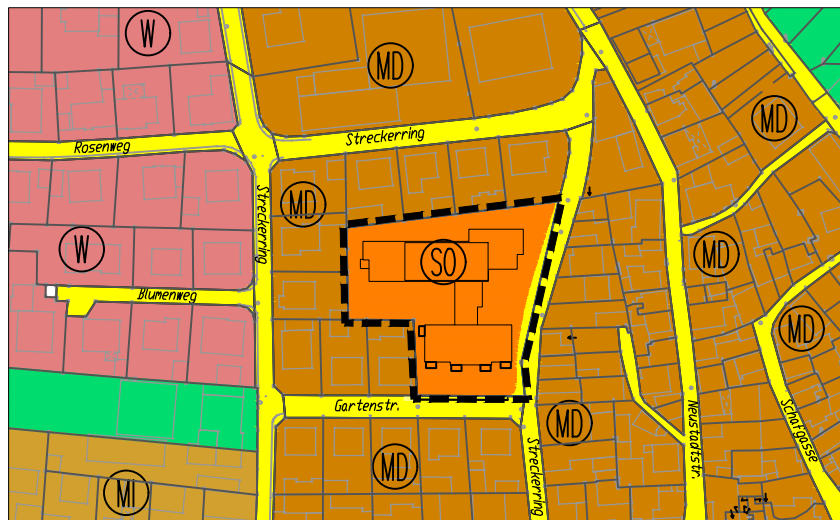 W
MD
MD
Rosenweg
Streckerring
MD
Streckerring
W
SO
MD
Blumenweg
MD
Gartenstr.
MD
Neustadtstr.
Schafgasse
MD
Streckerring
MI